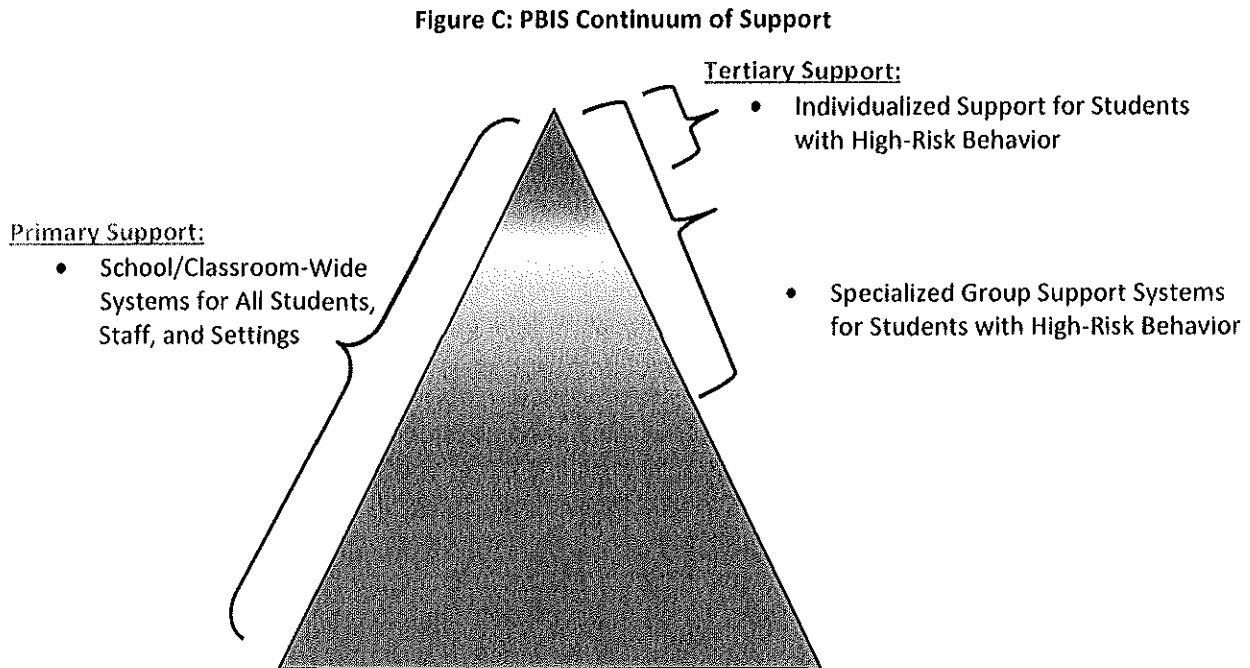 Figure C: PBIS Continuum of Support
Tertiary Support:
• Individualized Support for Students
with High-Risk Behavior
Primary Support:
• School/Classroom-Wide
Systems for All Students,
Staff, and Settings
• Specialized Group Support Systems
for Students with High-Risk Behavior